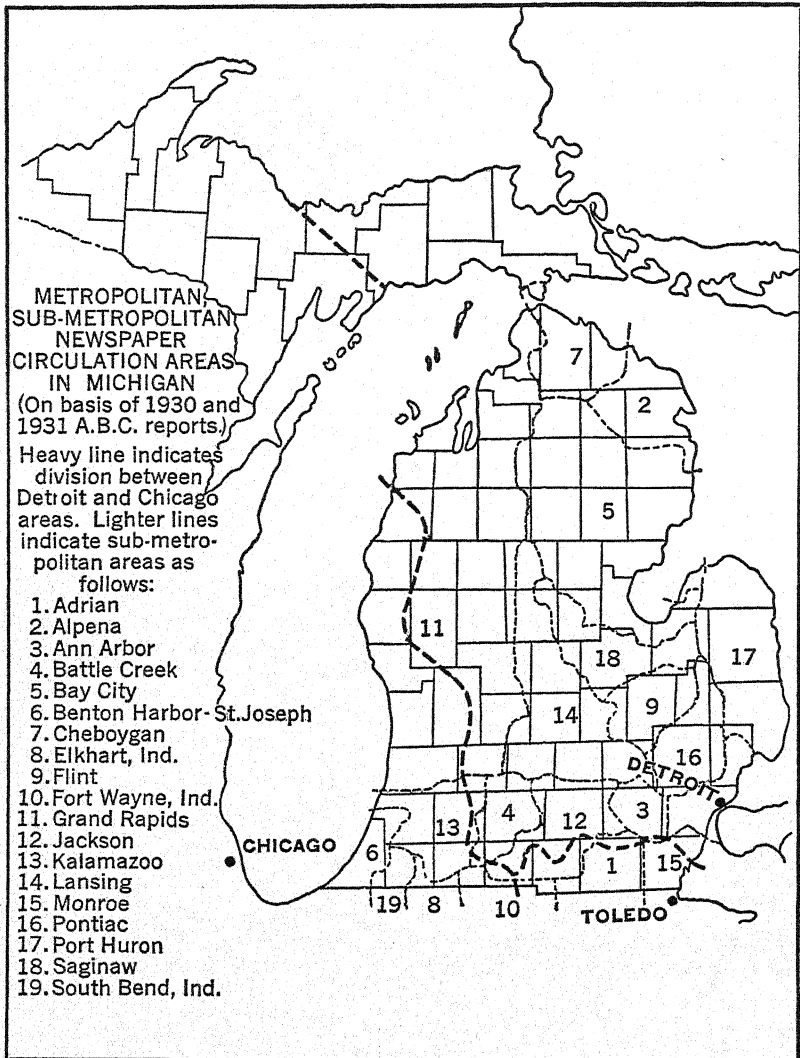 METROPOLITAN,
SUB-METROPOLITAN
NEWSPAPER
CIRCULATION AREAS
IN MICHIGAN
(On basis of 1930 and
1931 A.B.C. reports.)
Heavy line indicates
division between
Detroit and Chicago
areas. Lighter lines
indicate sub-metro-
politan areas as
follows:
1. Adrian
2. Alpena
3. Ann Arbor
4. Battle Creek
5. Bay City
6. Benton Harbor-St.Joseph
7. Cheboygan
8. Elkhart, Ind.
9. Flint
10. Fort Wayne, Ind.
11. Grand Rapids
12. Jackson
13. Kalamazoo
14. Lansing
15. Monroe
16. Pontiac
17. Port Huron
18. Saginaw
19. South Bend, Ind.
7
2
5
11
18
17
14
9
16
DETROIT
13
4
12
3
CHICAGO
6
1
15
19
8
10
TOLEDO